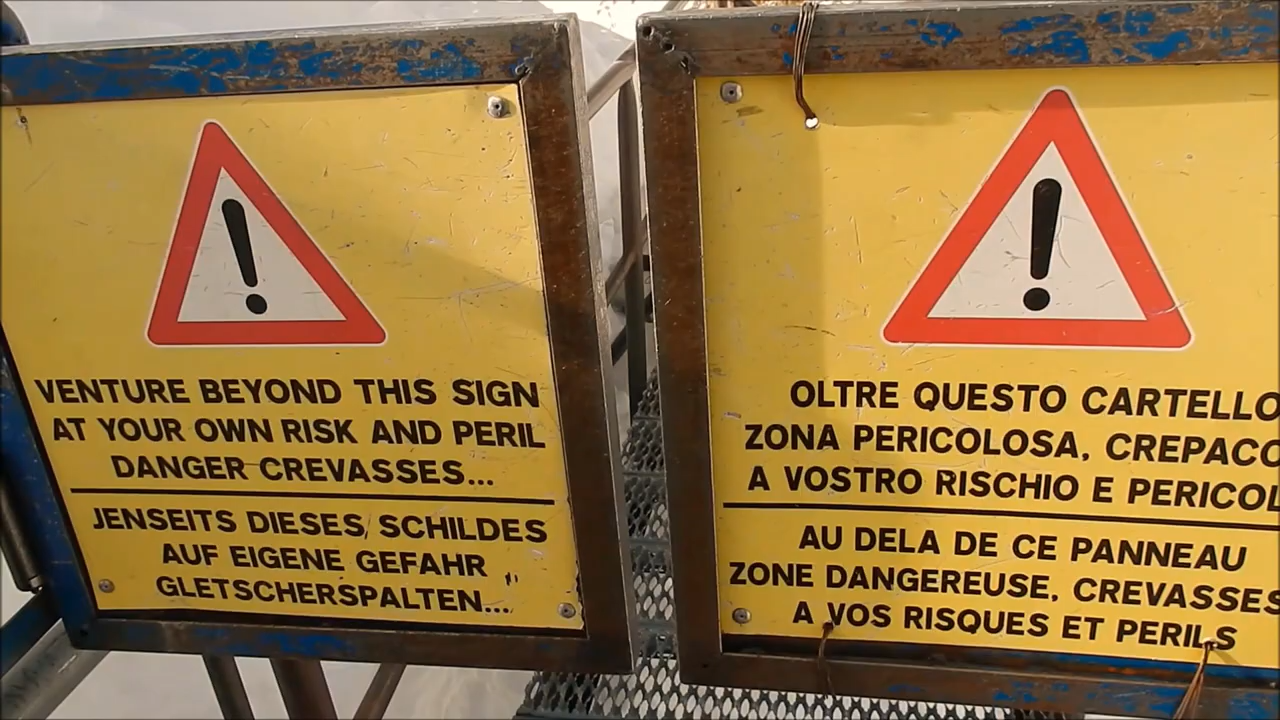 VENTURE BEYOND THIS SIGN
AT YOUR OWN RISK AND PERIL
DANGER CREVASSES...
JENSEITS DIESES SCHILDES
AUF EIGENE GEFAHR
GLETSCHERSPALTEN...
OLTRE QUESTO CARTELLO
ZONA PERICOLOSA, CREPACC
A VOSTRO RISCHIO E PERICOL
AU DELA DE CE PANNEAU
ZONE DANGEREUSE, CREVASSES
A VOS RISQUES ET PERILS